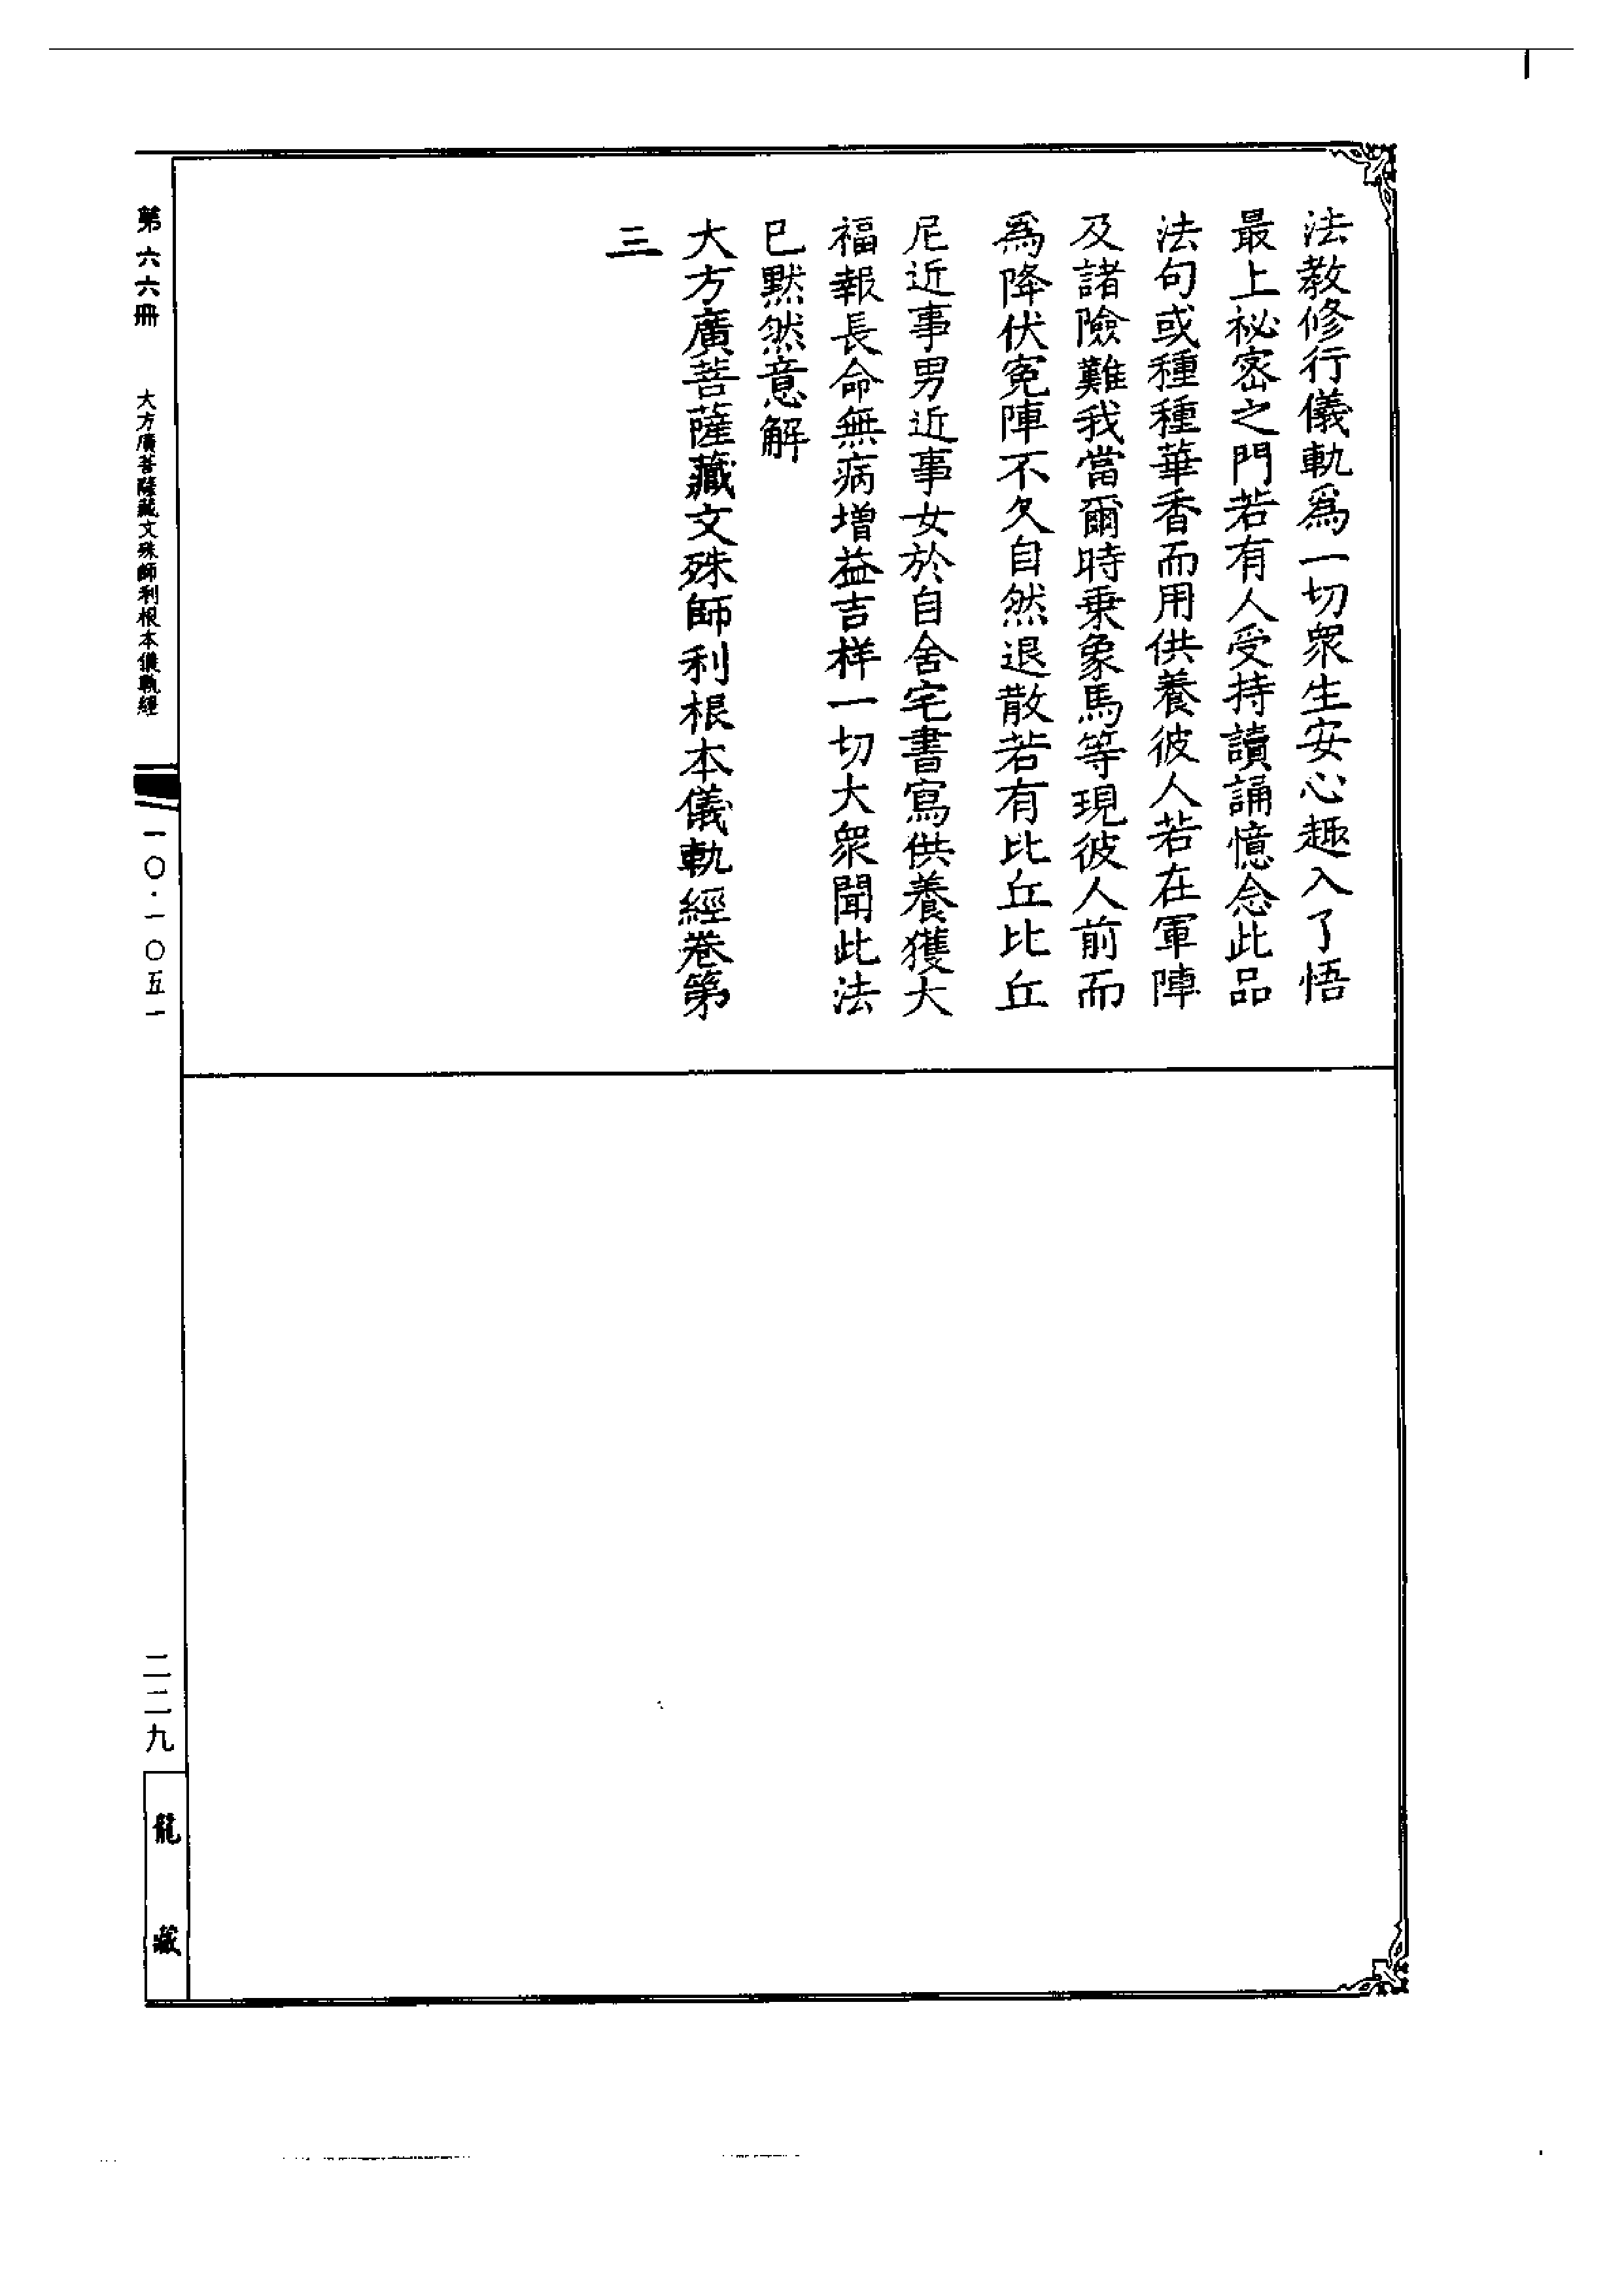 法教修行儀軌爲一切衆生安心趣入了悟
最上祕密之門若有人受持讀誦憶念此品
法句或種種華香而用供養彼人若在軍陣
及諸險難我當爾時乗象馬等現彼人前而
爲降伏寃陣不久自然退散若有比丘比丘
尼近事男近事女於自舍宅書寫供養獲大
福報長命無病增益吉祥一切大衆聞此法
已黙然意解
大方廣菩薩藏文殊師利根本儀軌經卷第
三
第六六冊
大方廣菩薩藏文殊師利根本儀軌經
一〇·一〇五一
二二九
龍藏